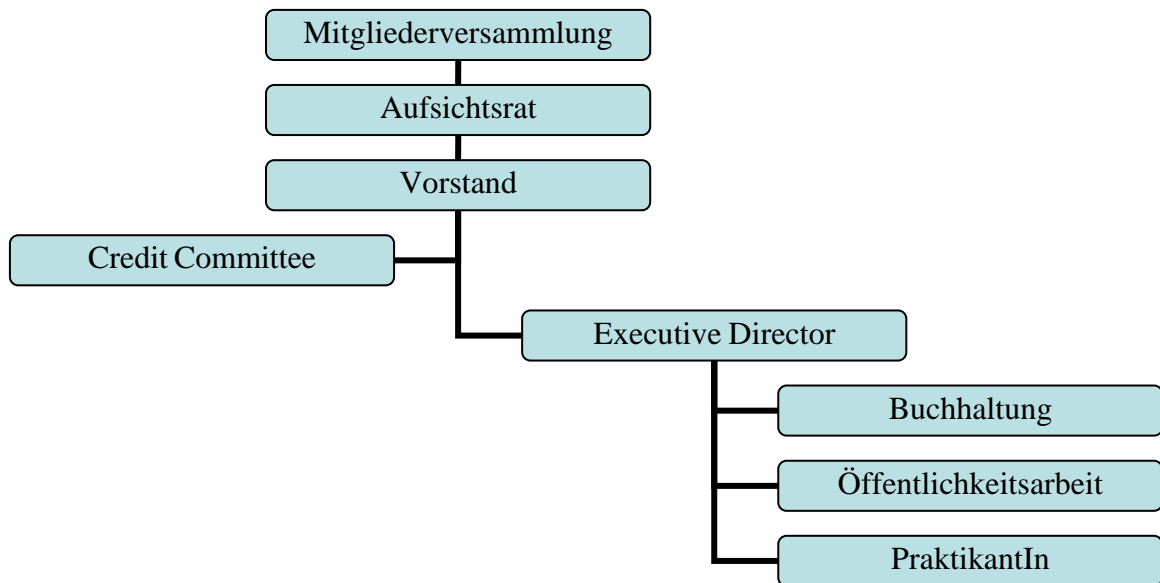 Mitgliederversammlung
Aufsichtsrat
Vorstand
Credit Committee
Executive Director
Buchhaltung
Öffentlichkeitsarbeit
PraktikantIn